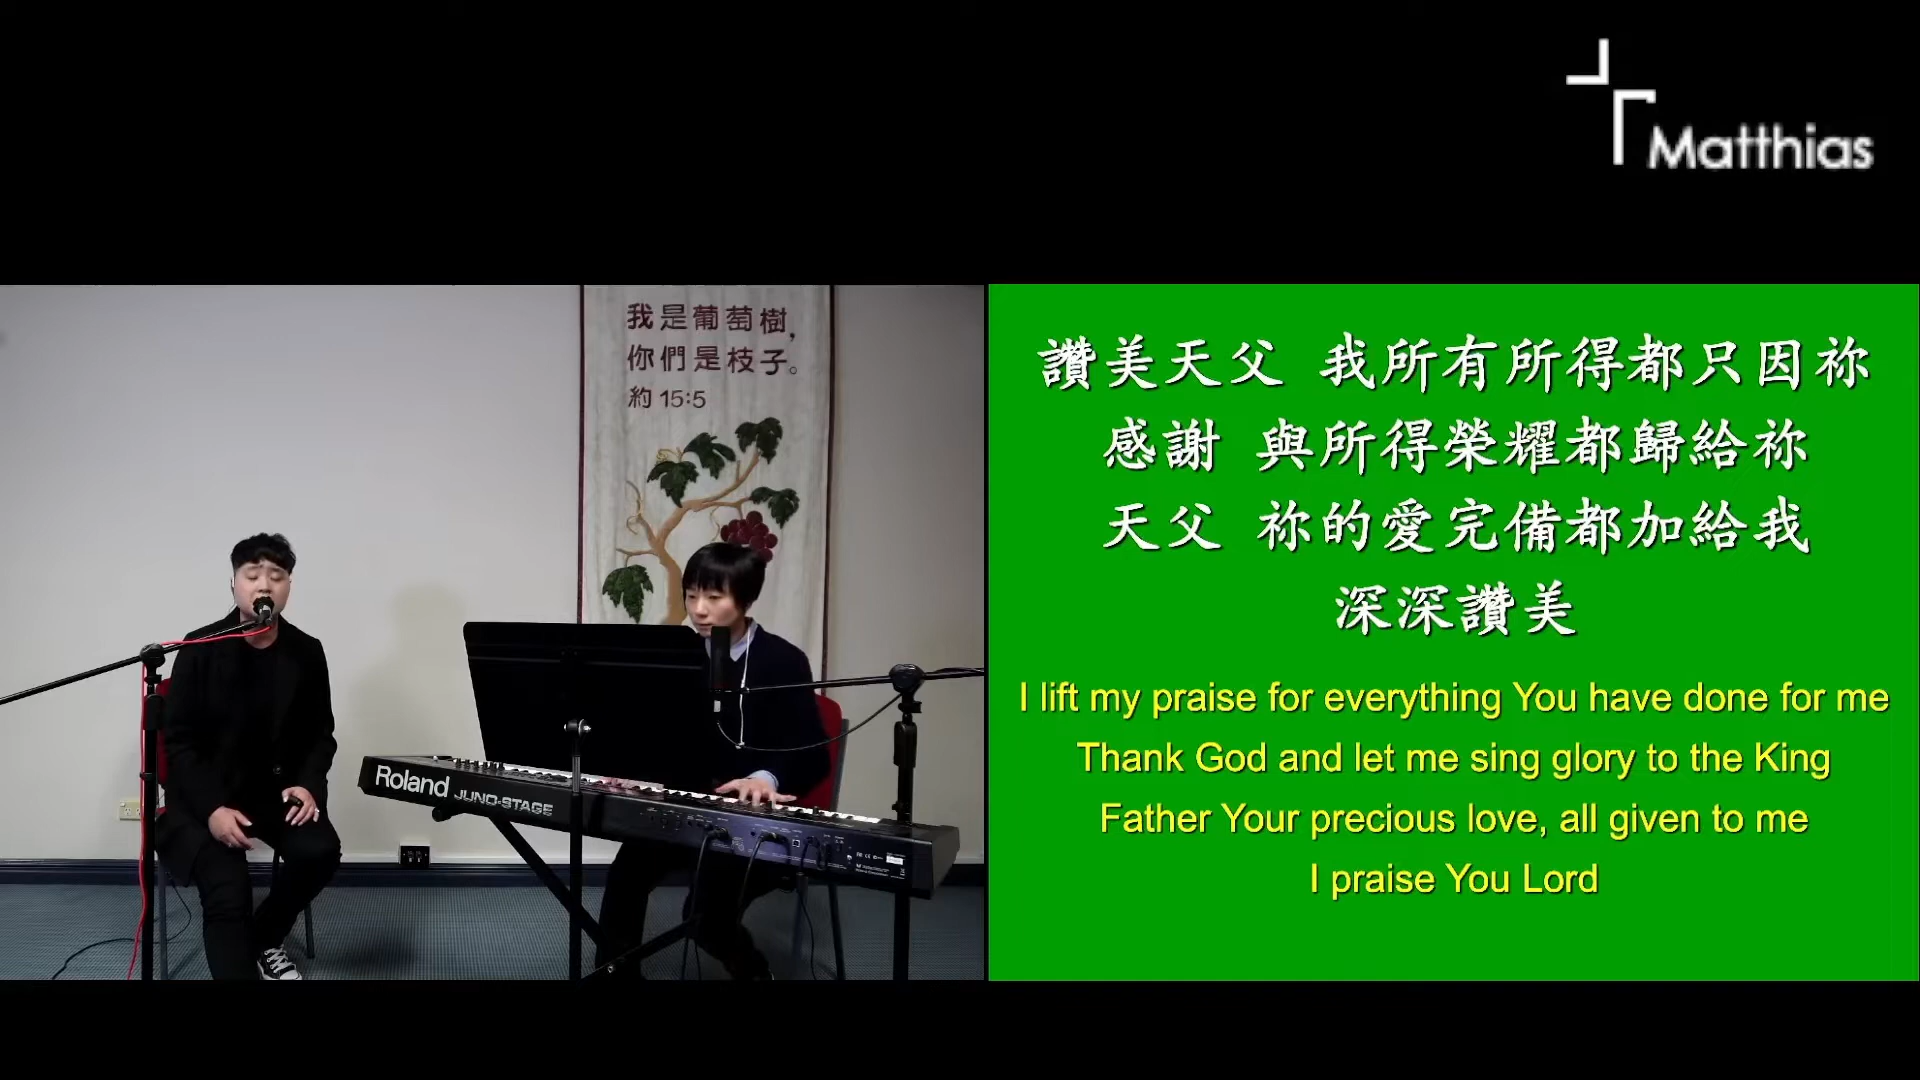 Matthias
我是葡萄樹,
你們是枝子。
約 15:5
Roland JUNO-STAGE
讚美天父 我所有所得都只因祢
感謝 與所得榮耀都歸給祢
天父 祢的愛完備都加給我
深深讚美
I lift my praise for everything You have done for me
Thank God and let me sing glory to the King
Father Your precious love, all given to me
I praise You Lord